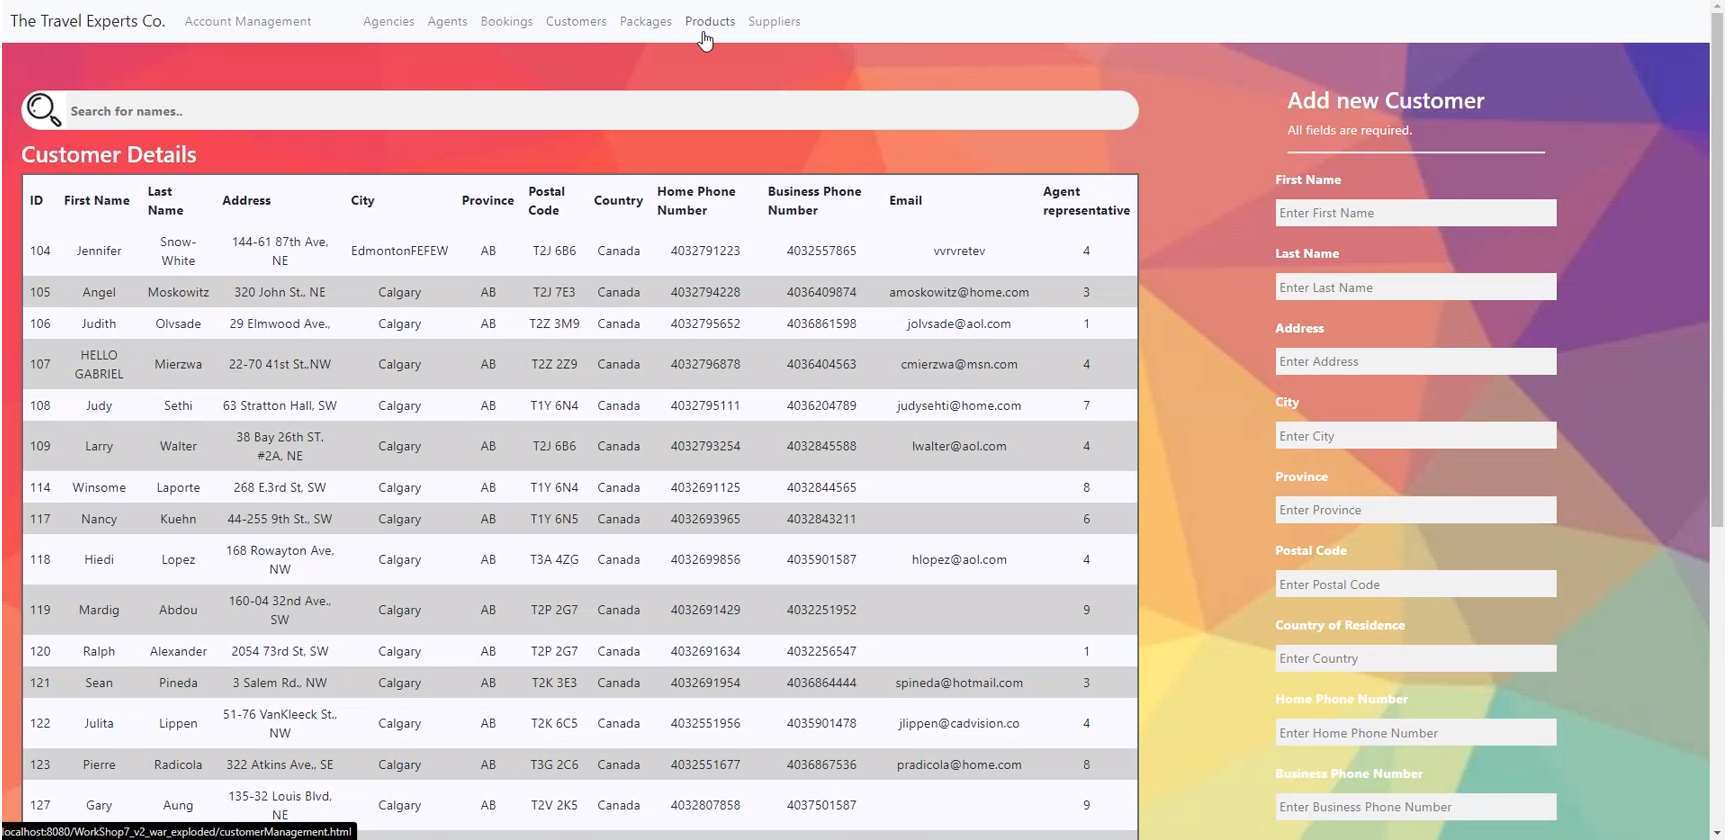 The Travel Experts Co. Account Management Agencies Agents Bookings Customers Packages Products Suppliers
Search for names..
Customer Details
ID First Name Last Name Address City Province Postal Code Country Home Phone Number Business Phone Number Email Agent representative
104 Jennifer Snow-White 144-61 87th Ave, NE EdmontonFEFEW AB T2J 6B6 Canada 4032791223 4032557865 vvrvretev 4
105 Angel Moskowitz 320 John St., NE Calgary AB T2J 7E3 Canada 4032794228 4036409874 amoskowitz@home.com 3
106 Judith Olvsade 29 Elmwood Ave., Calgary AB T2Z 3M9 Canada 4032795652 4036861598 jolvsade@aol.com 1
107 HELLO GABRIEL Mierzwa 22-70 41st St.,NW Calgary AB T2Z 2Z9 Canada 4032796878 4036404563 cmierzwa@msn.com 4
108 Judy Sethi 63 Stratton Hall, SW Calgary AB T1Y 6N4 Canada 4032795111 4036204789 judysehti@home.com 7
109 Larry Walter 38 Bay 26th ST. #2A, NE Calgary AB T2J 6B6 Canada 4032793254 4032845588 lwalter@aol.com 4
114 Winsome Laporte 268 E.3rd St, SW Calgary AB T1Y 6N4 Canada 4032691125 4032844565 8
117 Nancy Kuehn 44-255 9th St., SW Calgary AB T1Y 6N5 Canada 4032693965 4032843211 6
118 Hiedi Lopez 168 Rowayton Ave, NW Calgary AB T3A 4ZG Canada 4032699856 4035901587 hlopez@aol.com 4
119 Mardig Abdou 160-04 32nd Ave., SW Calgary AB T2P 2G7 Canada 4032691429 4032251952 9
120 Ralph Alexander 2054 73rd St, SW Calgary AB T2P 2G7 Canada 4032691634 4032256547 1
121 Sean Pineda 3 Salem Rd., NW Calgary AB T2K 3E3 Canada 4032691954 4036864444 spineda@hotmail.com 3
122 Julita Lippen 51-76 VanKleeck St., NW Calgary AB T2K 6C5 Canada 4032551956 4035901478 jlippen@cadvision.co 4
123 Pierre Radicola 322 Atkins Ave., SE Calgary AB T3G 2C6 Canada 4032551677 4036867536 pradicola@home.com 8
127 Gary Aung 135-32 Louis Blvd, NE Calgary AB T2V 2K5 Canada 4032807858 4037501587 9
localhost:8080/WorkShop7_v2_war_exploded/customerManagement.html
Add new Customer
All fields are required.
First Name
Enter First Name
Last Name
Enter Last Name
Address
Enter Address
City
Enter City
Province
Enter Province
Postal Code
Enter Postal Code
Country of Residence
Enter Country
Home Phone Number
Enter Home Phone Number
Business Phone Number
Enter Business Phone Number